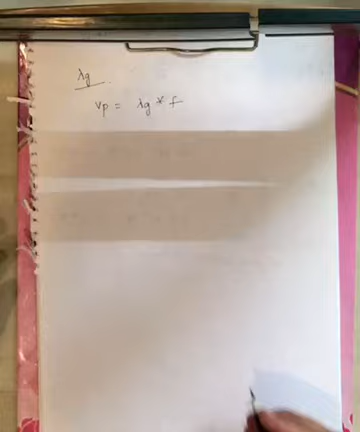 λg
vp = λg * f